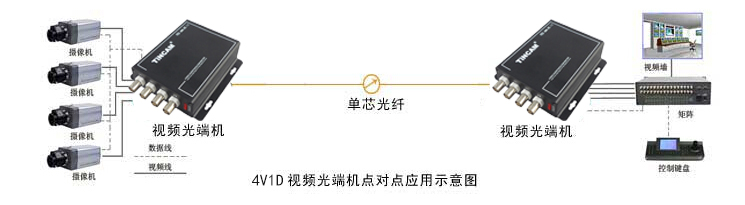 摄像机
摄像机
摄像机
摄像机
TINCAM
视频光端机
数据线
视频线
单芯光纤
TINCAM
视频光端机
视频墙
矩阵
控制键盘
4V1D 视频光端机点对点应用示意图